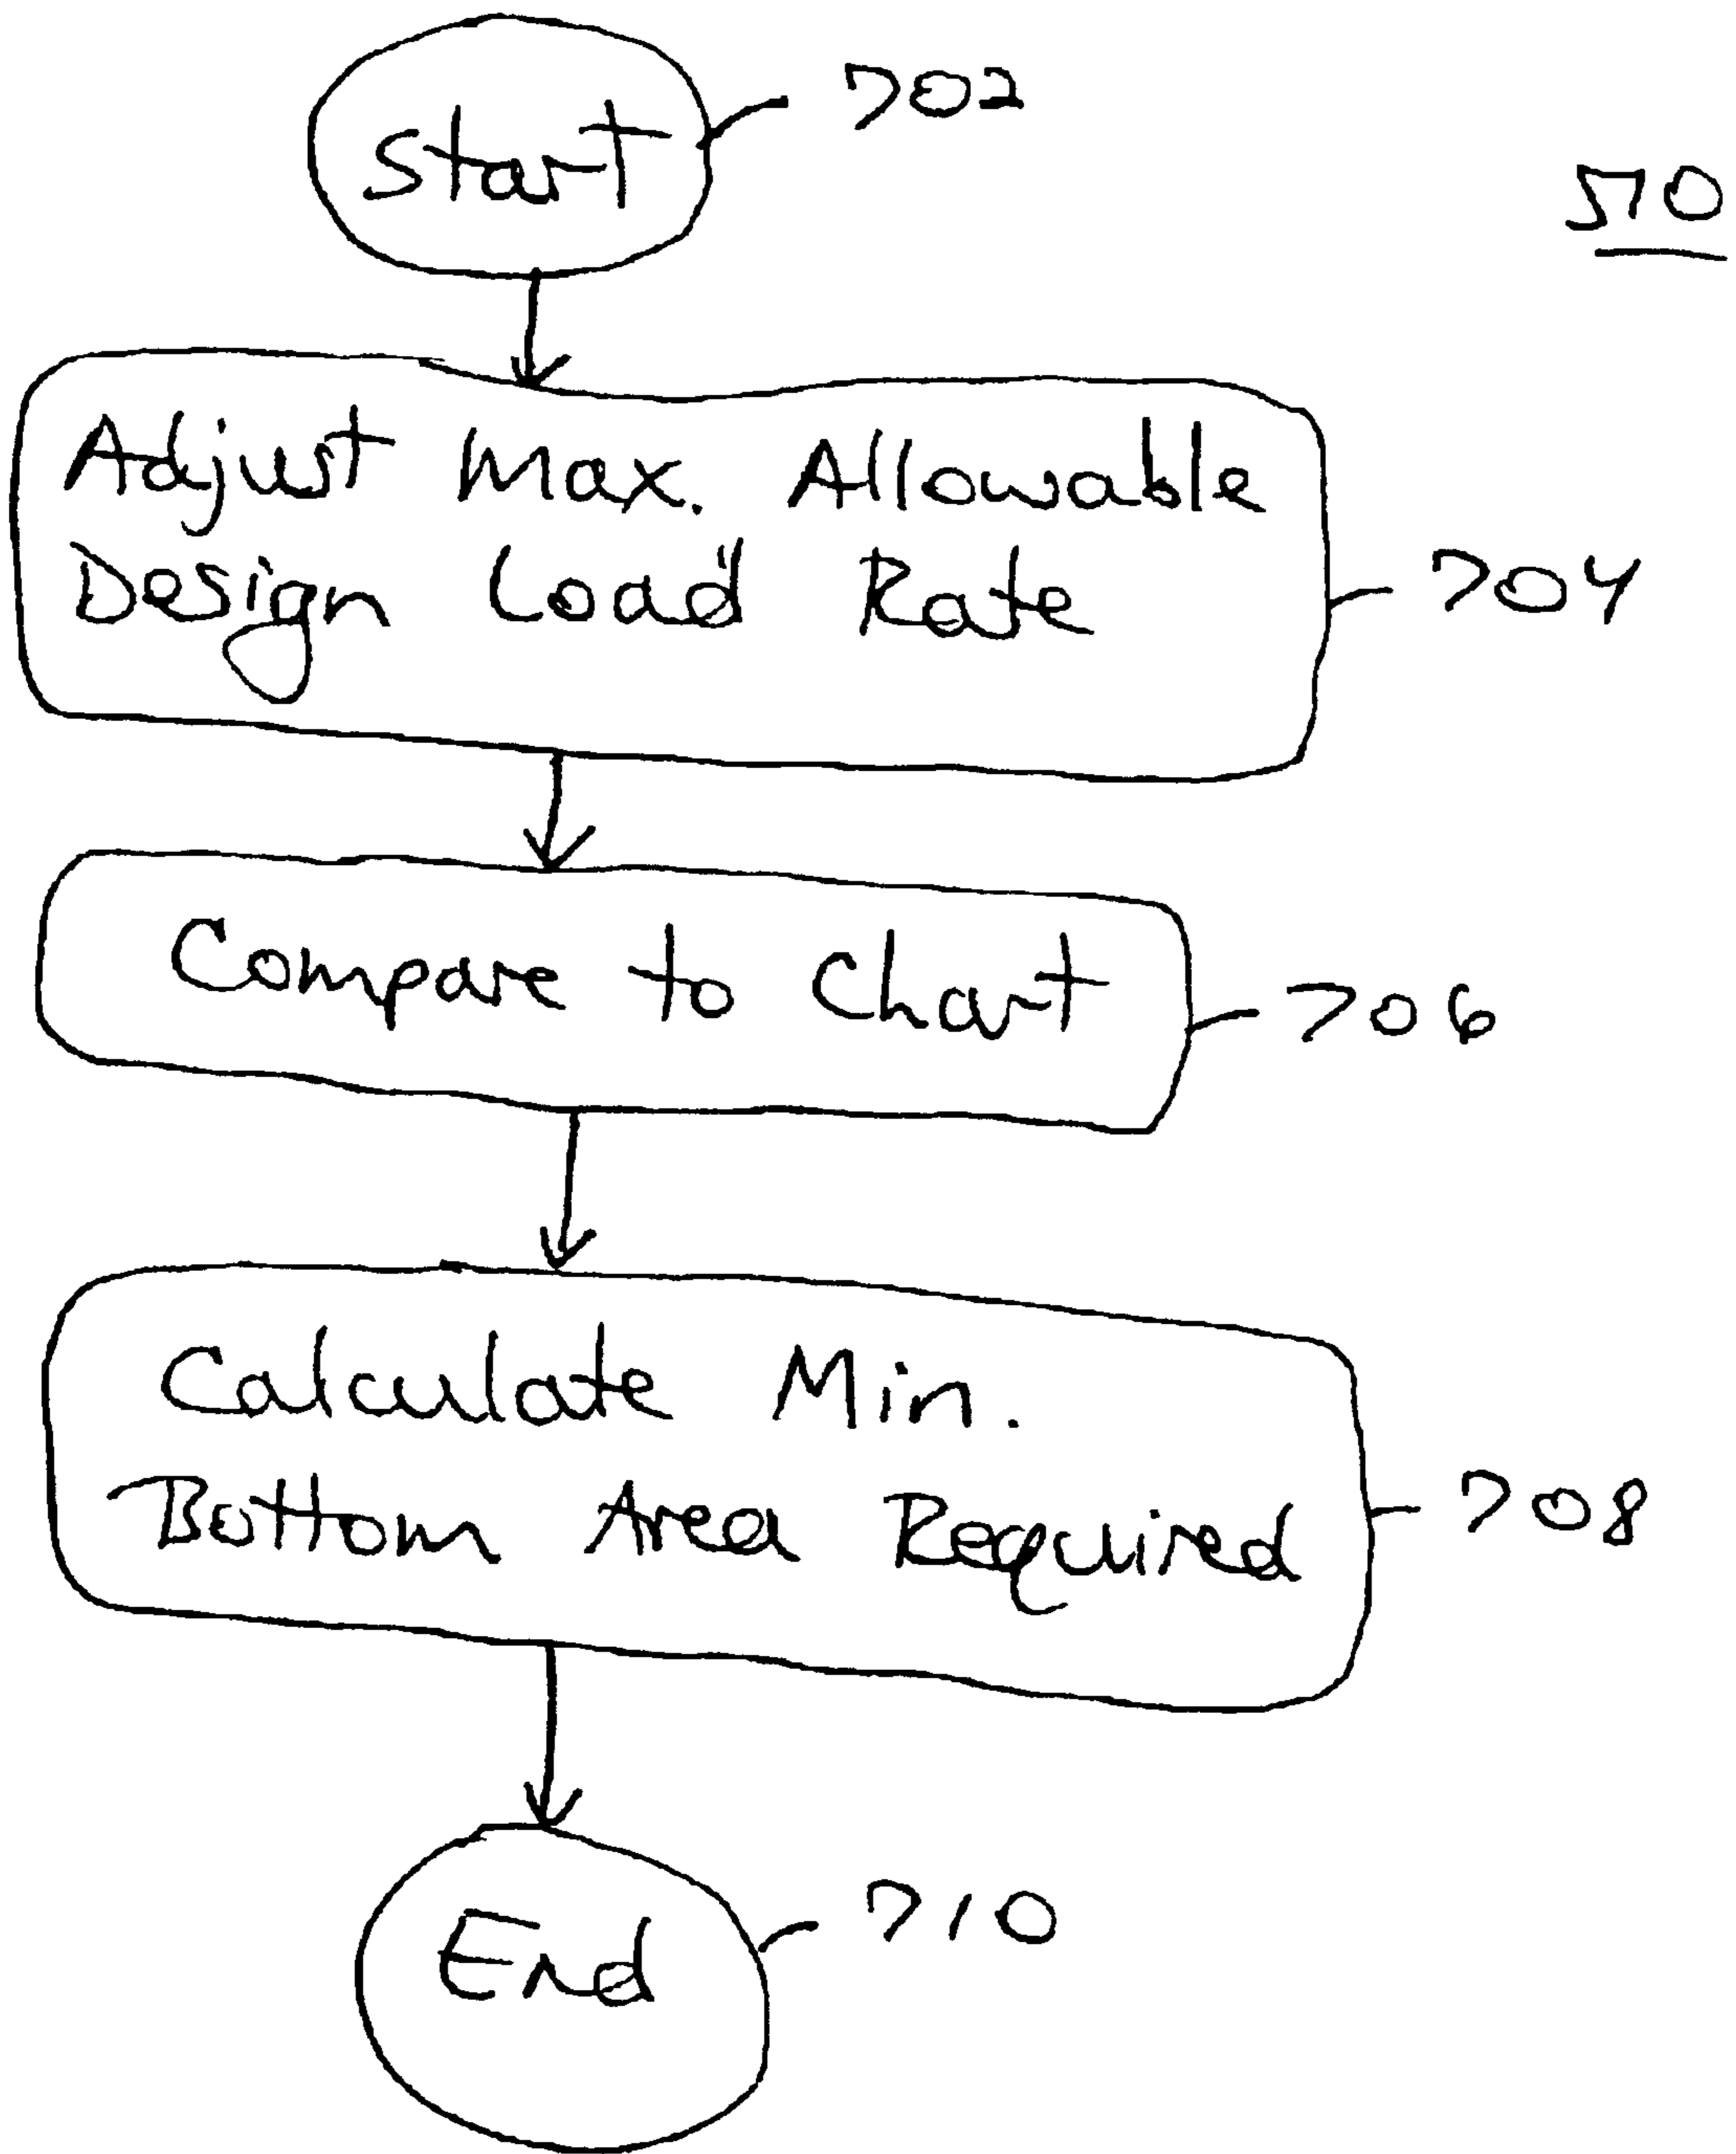 Start
702
510
Adjust Max. Allowable
Design Load Rate
704
Compare to Chart
706
Calculate Min.
Bottom Area Required
708
End
710